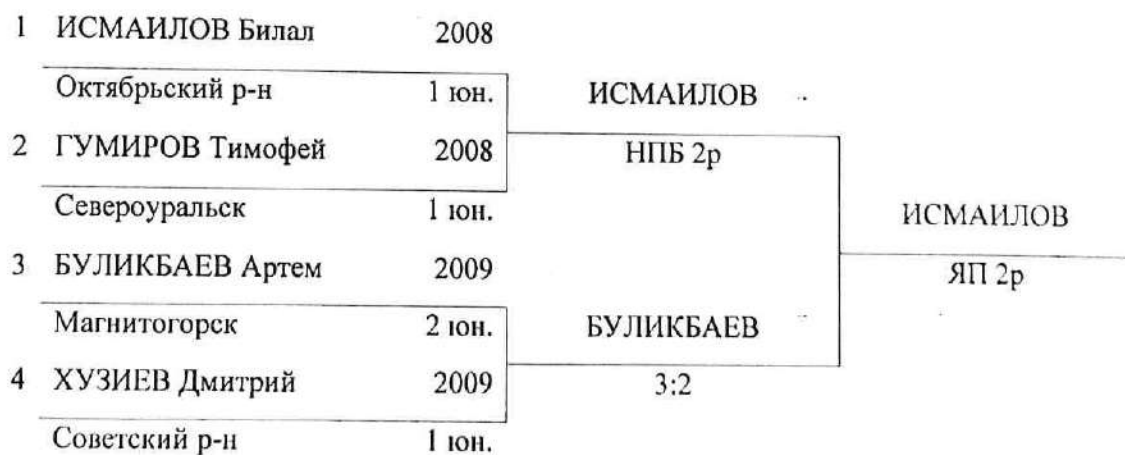 1 ИСМАИЛОВ Билал 2008
Октябрьский р-н 1 юн.
ИСМАИЛОВ
2 ГУМИРОВ Тимофей 2008
НПБ 2р
Североуральск 1 юн.
ИСМАИЛОВ
3 БУЛИКБАЕВ Артем 2009
ЯП 2р
Магнитогорск 2 юн.
БУЛИКБАЕВ
4 ХУЗИЕВ Дмитрий 2009
3:2
Советский р-н 1 юн.